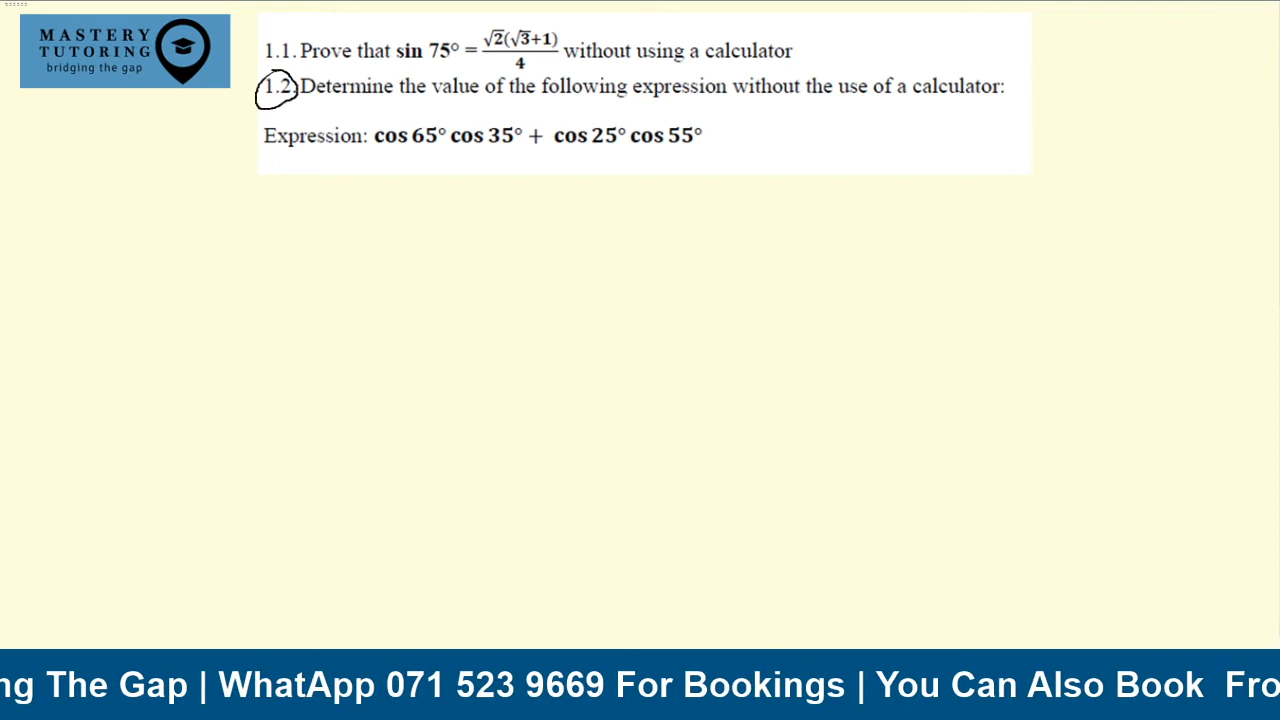 MASTERY
TUTORING
bridging the gap
1.1. Prove that sin 75° = √2(√3+1)/4 without using a calculator
1.2. Determine the value of the following expression without the use of a calculator:
Expression: cos 65° cos 35° + cos 25° cos 55°
ng The Gap | WhatApp 071 523 9669 For Bookings | You Can Also Book Fro